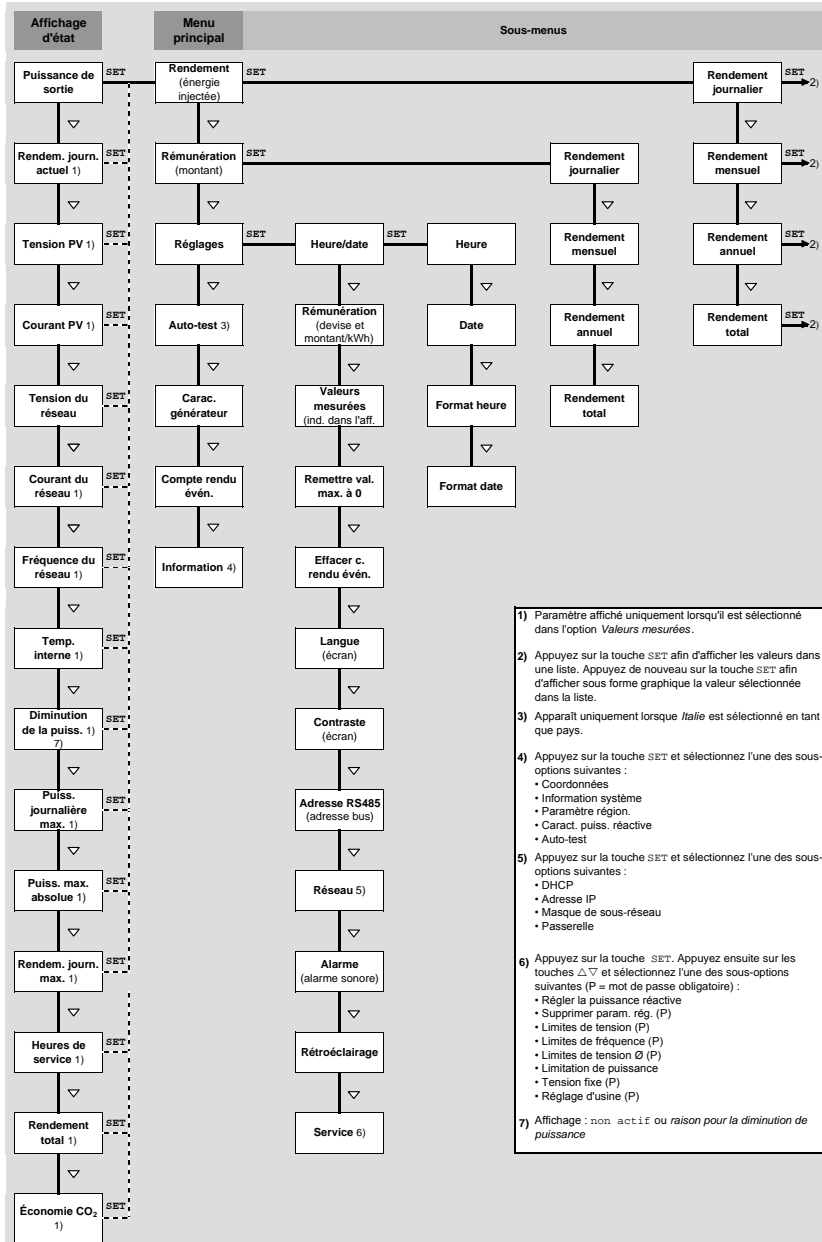 Affichage
d'état
Menu
principal
Sous-menus
Puissance de
sortie
SET
Rendement
(énergie
injectée)
SET
Rendement
journalier
SET
2)
Rendem. journ.
actuel 1)
SET
Rémunération
(montant)
SET
Rendement
journalier
Rendement
mensuel
SET
2)
Tension PV 1)
SET
Réglages
SET
Heure/date
SET
Heure
Rendement
mensuel
Rendement
annuel
SET
2)
Courant PV 1)
SET
Auto-test 3)
Rémunération
(devise et
montant/kWh)
Date
Rendement
annuel
Rendement
total
SET
2)
Tension du
réseau
SET
Carac.
générateur
Valeurs
mesurées
(ind. dans l'aff.
Format heure
Rendement
total
Courant du
réseau 1)
SET
Compte rendu
évén.
Remettre val.
max. à 0
Format date
Fréquence du
réseau 1)
SET
Information 4)
Effacer c.
rendu évén.
Temp.
interne 1)
SET
Langue
(écran)
Diminution
de la puiss. 1)
7)
SET
Contraste
(écran)
Puiss.
journalière
max. 1)
SET
Adresse RS485
(adresse bus)
Puiss. max.
absolue 1)
SET
Réseau 5)
Rendem. journ.
max. 1)
SET
Alarme
(alarme sonore)
Heures de
service 1)
SET
Rétroéclairage
Rendement
total 1)
SET
Service 6)
Économie CO₂
1)
SET
1) Paramètre affiché uniquement lorsqu'il est sélectionné
dans l'option Valeurs mesurées.
2) Appuyez sur la touche SET afin d'afficher les valeurs dans
une liste. Appuyez de nouveau sur la touche SET afin
d'afficher sous forme graphique la valeur sélectionnée
dans la liste.
3) Apparaît uniquement lorsque Italie est sélectionné en tant
que pays.
4) Appuyez sur la touche SET et sélectionnez l'une des sous-
options suivantes :
• Coordonnées
• Information système
• Paramètre région.
• Caract. puiss. réactive
• Auto-test
5) Appuyez sur la touche SET et sélectionnez l'une des sous-
options suivantes :
• DHCP
• Adresse IP
• Masque de sous-réseau
• Passerelle
6) Appuyez sur la touche SET. Appuyez ensuite sur les
touches △▽ et sélectionnez l'une des sous-options
suivantes (P = mot de passe obligatoire) :
• Régler la puissance réactive
• Supprimer param. rég. (P)
• Limites de tension (P)
• Limites de fréquence (P)
• Limites de tension Ø (P)
• Limitation de puissance
• Tension fixe (P)
• Réglage d'usine (P)
7) Affichage : non actif ou raison pour la diminution de
puissance